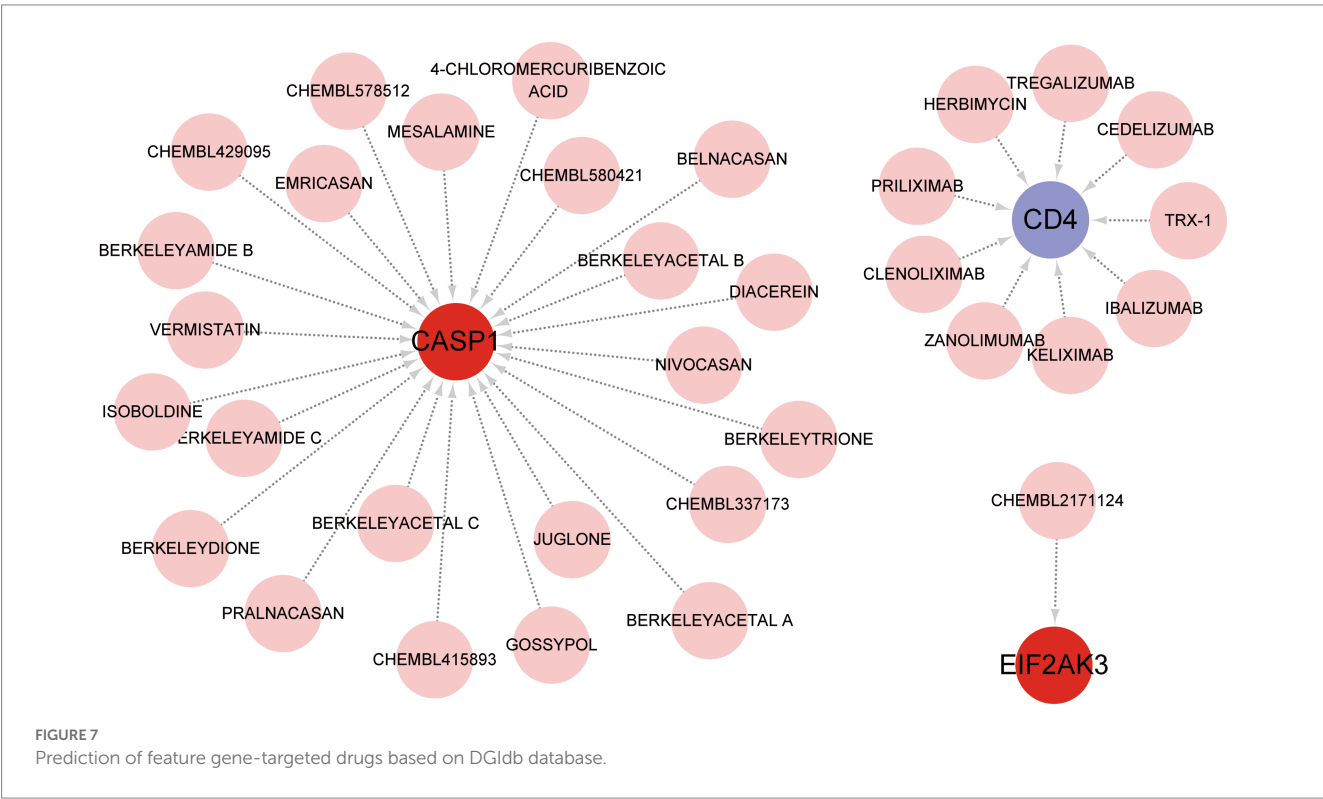 4-CHLOROMERCURIBENZOIC
ACID
CHEMBL578512
MESALAMINE
CHEMBL429095
EMRICASAN
CHEMBL580421
BELNACASAN
BERKELEYAMIDE B
BERKELEYACETAL B
DIACEREIN
VERMISTATIN
CASP1
NIVOCASAN
ISOBOLDINE
ERKELEYAMIDE C
BERKELEYTRIONE
CHEMBL337173
BERKELEYACETAL C
JUGLONE
BERKELEYDIONE
PRALNACASAN
BERKELEYACETAL A
CHEMBL415893
GOSSYPOL
TREGALIZUMAB
HERBIMYCIN
CEDELIZUMAB
PRILIXIMAB
CD4
TRX-1
CLENOLIXIMAB
IBALIZUMAB
ZANOLIMUMAB
KELIXIMAB
CHEMBL2171124
EIF2AK3
FIGURE 7
Prediction of feature gene-targeted drugs based on DGIdb database.